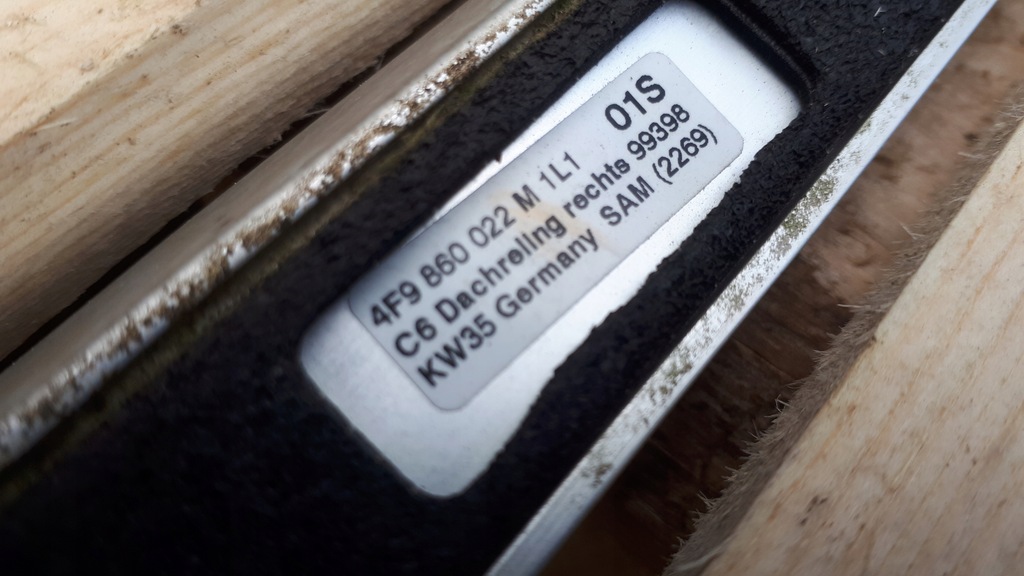 01S
4F9 860 022 M 1L1
C6 Dachreling rechts 99398
KW35 Germany SAM (2269)